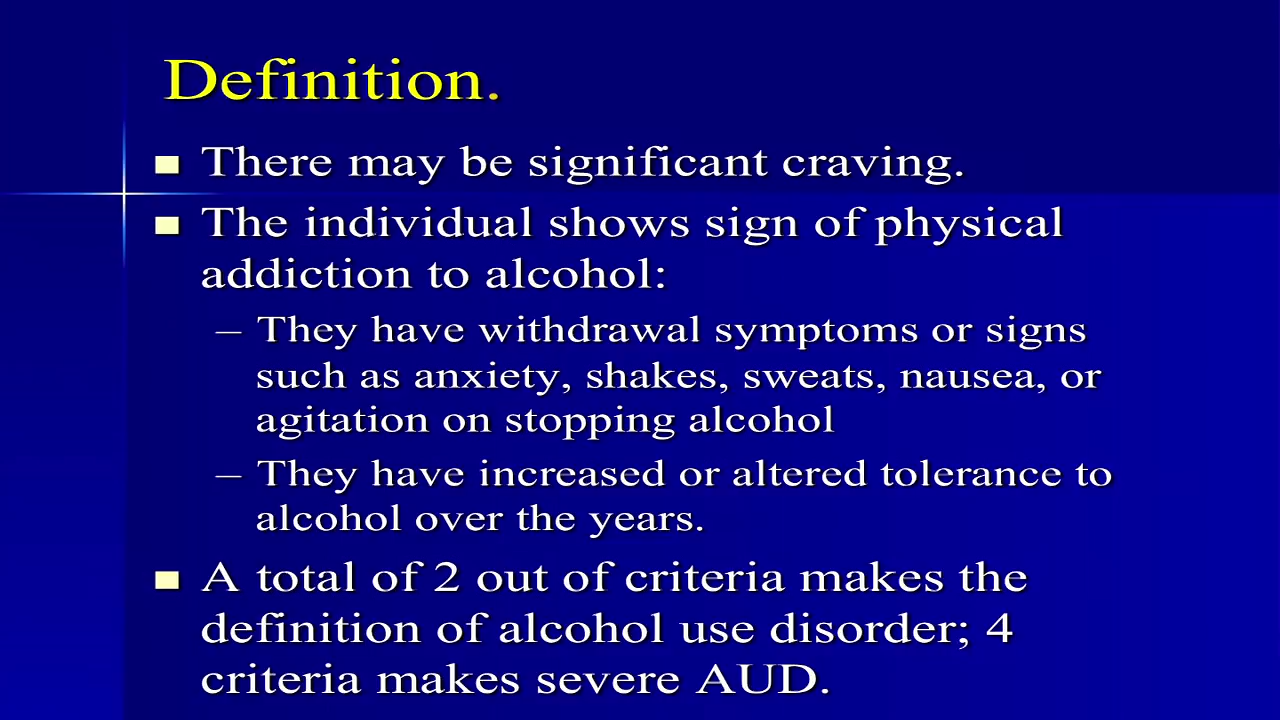 Definition.
There may be significant craving.
The individual shows sign of physical
addiction to alcohol:
– They have withdrawal symptoms or signs
such as anxiety, shakes, sweats, nausea, or
agitation on stopping alcohol
– They have increased or altered tolerance to
alcohol over the years.
A total of 2 out of criteria makes the
definition of alcohol use disorder; 4
criteria makes severe AUD.